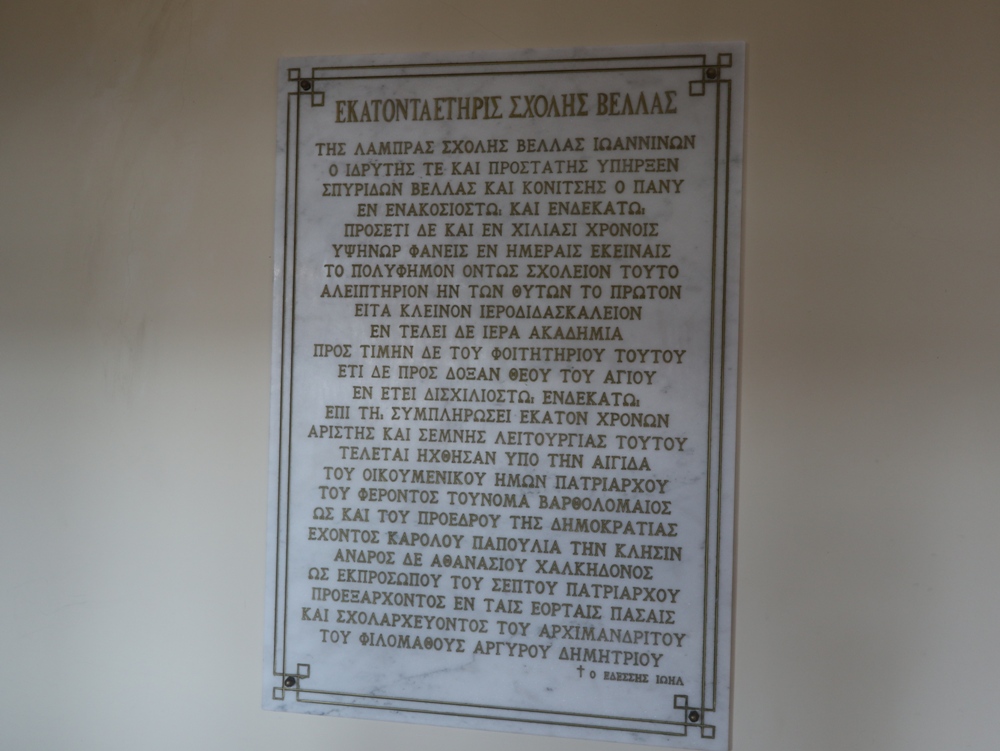 ΕΚΑΤΟΝΤΑΕΤΗΡΙΣ ΣΧΟΛΗΣ ΒΕΛΛΑΣ
ΤΗΣ ΛΑΜΠΡΑΣ ΣΧΟΛΗΣ ΒΕΛΛΑΣ ΙΩΑΝΝΙΝΩΝ
Ο ΙΔΡΥΤΗΣ ΤΕ ΚΑΙ ΠΡΟΣΤΑΤΗΣ ΥΠΗΡΞΕΝ
ΣΠΥΡΙΔΩΝ ΒΕΛΛΑΣ ΚΑΙ ΚΟΝΙΤΣΗΣ Ο ΠΑΝΥ
ΕΝ ΕΝΑΚΟΣΙΟΣΤΩ: ΚΑΙ ΕΝΔΕΚΑΤΩ:
ΠΡΟΣΕΤΙ ΔΕ ΚΑΙ ΕΝ ΧΙΛΙΑΣΙ ΧΡΟΝΟΙΣ
ΥΨΗΝΩΡ ΦΑΝΕΙΣ ΕΝ ΗΜΕΡΑΙΣ ΕΚΕΙΝΑΙΣ
ΤΟ ΠΟΛΥΦΗΜΟΝ ΟΝΤΩΣ ΣΧΟΛΕΙΟΝ ΤΟΥΤΟ
ΑΛΕΙΠΤΗΡΙΟΝ ΗΝ ΤΩΝ ΘΥΤΩΝ ΤΟ ΠΡΩΤΟΝ
ΕΙΤΑ ΚΛΕΙΝΟΝ ΙΕΡΟΔΙΔΑΣΚΑΛΕΙΟΝ
ΕΝ ΤΕΛΕΙ ΔΕ ΙΕΡΑ ΑΚΑΔΗΜΙΑ
ΠΡΟΣ ΤΙΜΗΝ ΔΕ ΤΟΥ ΦΟΙΤΗΤΗΡΙΟΥ ΤΟΥΤΟΥ
ΕΤΙ ΔΕ ΠΡΟΣ ΔΟΞΑΝ ΘΕΟΥ ΤΟΥ ΑΓΙΟΥ
ΕΝ ΕΤΕΙ ΔΙΣΧΙΛΙΟΣΤΩ: ΕΝΔΕΚΑΤΩ:
ΕΠΙ ΤΗ: ΣΥΜΠΛΗΡΩΣΕΙ ΕΚΑΤΟΝ ΧΡΟΝΩΝ
ΑΡΙΣΤΗΣ ΚΑΙ ΣΕΜΝΗΣ ΛΕΙΤΟΥΡΓΙΑΣ ΤΟΥΤΟΥ
ΤΕΛΕΤΑΙ ΗΧΘΗΣΑΝ ΥΠΟ ΤΗΝ ΑΙΓΙΔΑ
ΤΟΥ ΟΙΚΟΥΜΕΝΙΚΟΥ ΗΜΩΝ ΠΑΤΡΙΑΡΧΟΥ
ΤΟΥ ΦΕΡΟΝΤΟΣ ΤΟΥΝΟΜΑ ΒΑΡΘΟΛΟΜΑΙΟΣ
ΩΣ ΚΑΙ ΤΟΥ ΠΡΟΕΔΡΟΥ ΤΗΣ ΔΗΜΟΚΡΑΤΙΑΣ
ΕΧΟΝΤΟΣ ΚΑΡΟΛΟΥ ΠΑΠΟΥΛΙΑ ΤΗΝ ΚΛΗΣΙΝ
ΑΝΔΡΟΣ ΔΕ ΑΘΑΝΑΣΙΟΥ ΧΑΛΚΗΔΟΝΟΣ
ΩΣ ΕΚΠΡΟΣΩΠΟΥ ΤΟΥ ΣΕΠΤΟΥ ΠΑΤΡΙΑΡΧΟΥ
ΠΡΟΕΞΑΡΧΟΝΤΟΣ ΕΝ ΤΑΙΣ ΕΟΡΤΑΙΣ ΠΑΣΑΙΣ
ΚΑΙ ΣΧΟΛΑΡΧΕΥΟΝΤΟΣ ΤΟΥ ΑΡΧΙΜΑΝΔΡΙΤΟΥ
ΤΟΥ ΦΙΛΟΜΑΘΟΥΣ ΑΡΓΥΡΟΥ ΔΗΜΗΤΡΙΟΥ
† Ο ΕΔΕΣΣΗΣ ΙΩΗΛ